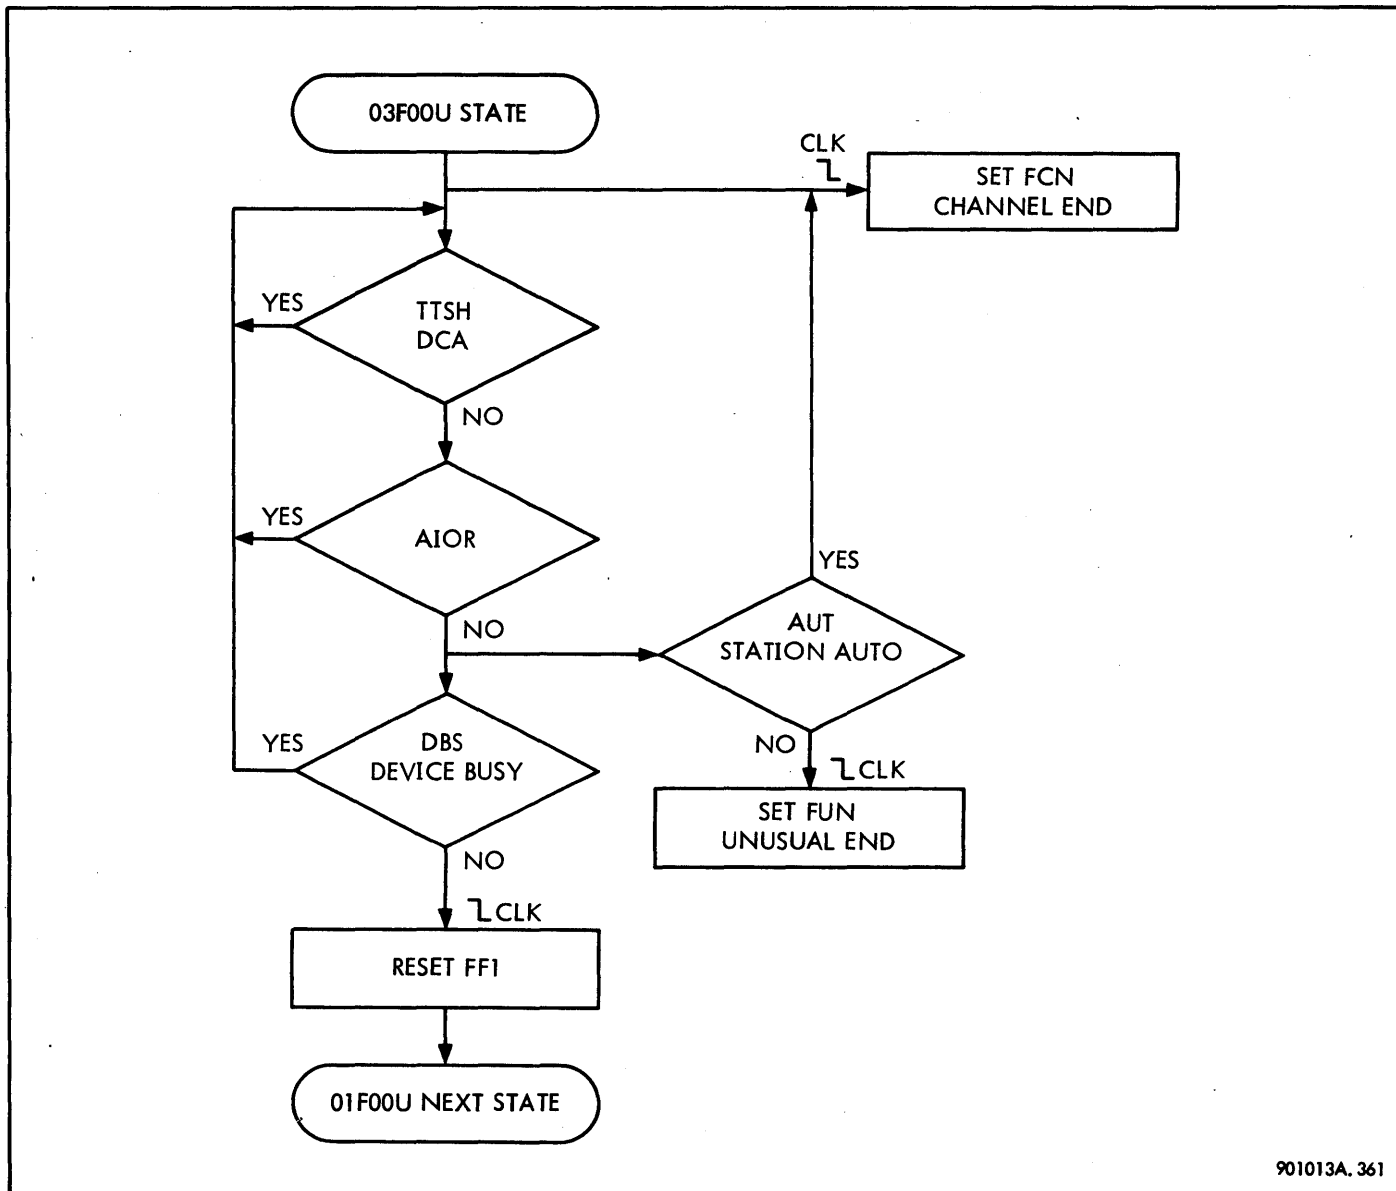 03F00U STATE
CLK
SET FCN
CHANNEL END
YES
TTSH
DCA
NO
YES
AIOR
NO
YES
AUT
STATION AUTO
YES
DBS
DEVICE BUSY
NO
CLK
SET FUN
UNUSUAL END
NO
CLK
RESET FF1
01F00U NEXT STATE
901013A. 361